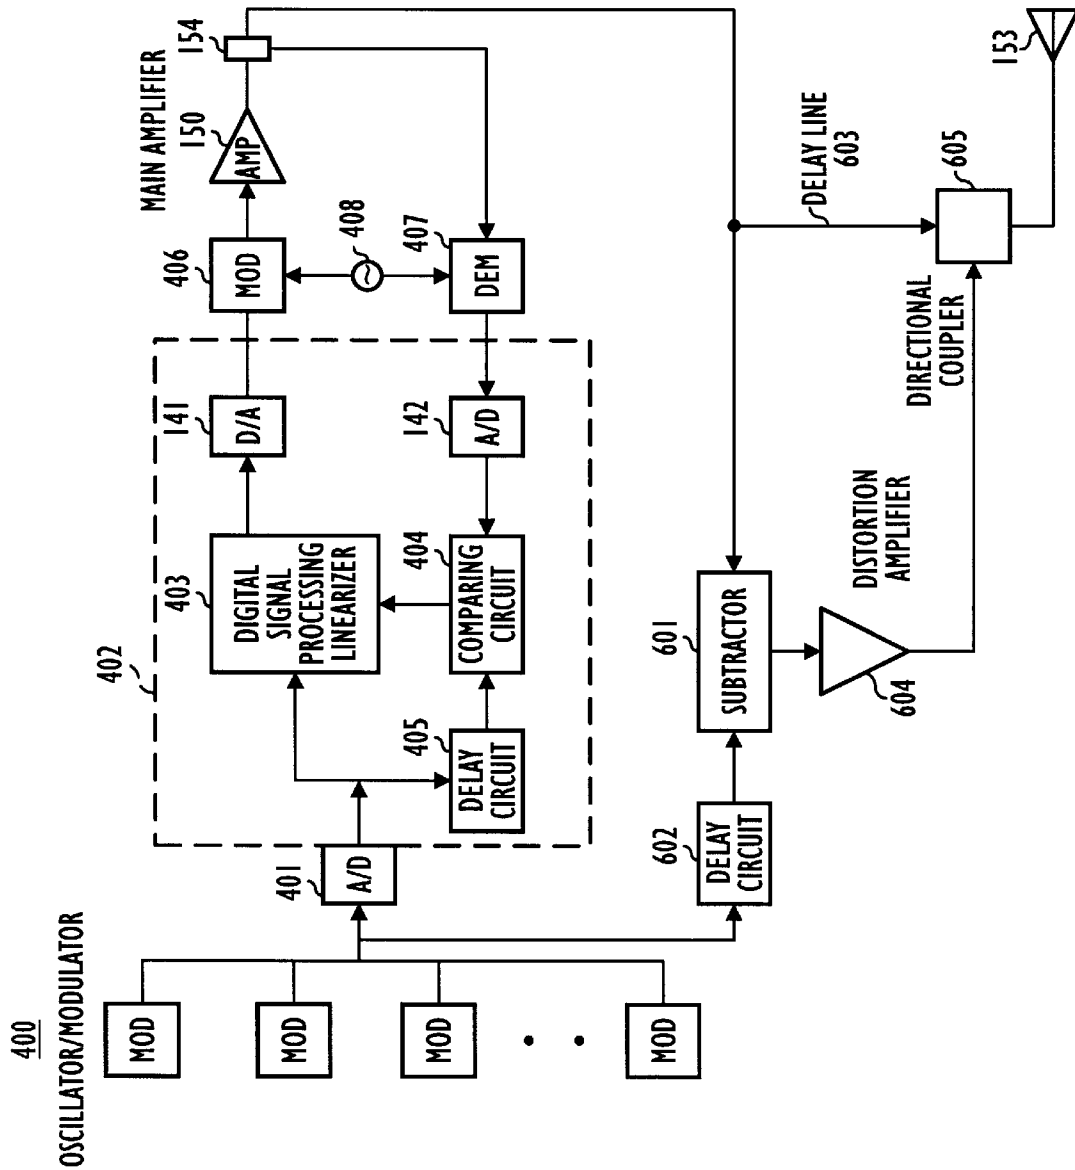 400
OSCILLATOR/MODULATOR
MOD
MOD
MOD
MOD
401
A/D
402
403
DIGITAL
SIGNAL
PROCESSING
LINEARIZER
404
COMPARING
CIRCUIT
405
DELAY
CIRCUIT
141
D/A
142
A/D
406
MOD
408
407
DEM
MAIN AMPLIFIER
150
AMP
154
602
DELAY
CIRCUIT
601
SUBTRACTOR
604
DISTORTION
AMPLIFIER
DIRECTIONAL
COUPLER
DELAY LINE
603
605
153